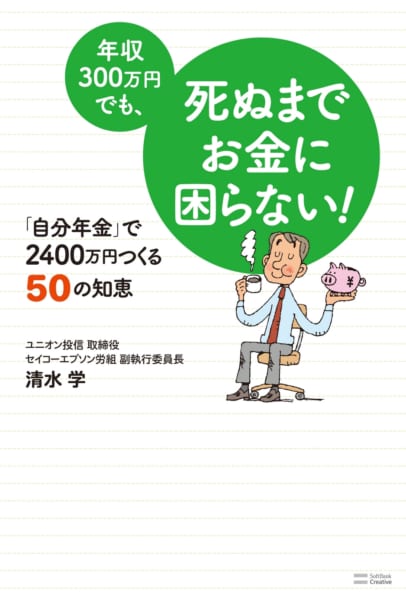 年収
300万円
でも、
死ぬまで
お金に
困らない!
「自分年金」で
2400万円つくる
50の知恵
ユニオン投信 取締役
セイコーエプソン労組 副執行委員長
清水 学
¥
SoftBank
Creative